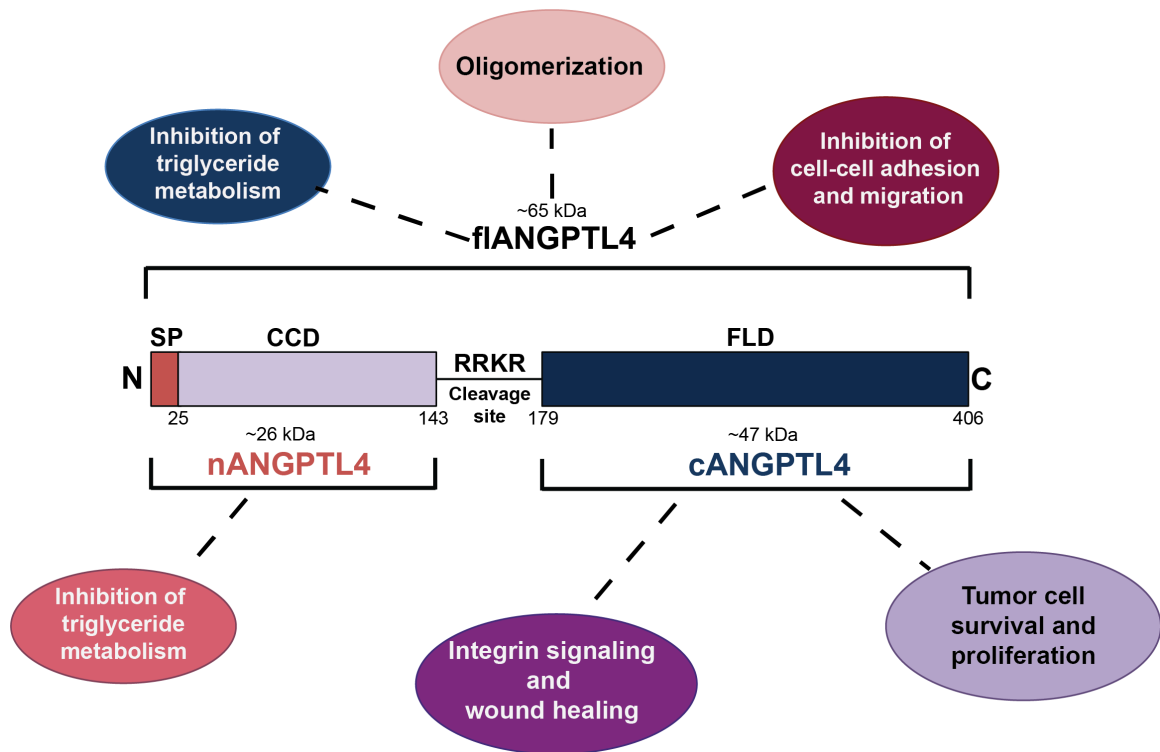 Oligomerization
Inhibition of
triglyceride
metabolism
Inhibition of
cell-cell adhesion
and migration
~65 kDa
flANGPTL4
SP
CCD
RRKR
FLD
N
Cleavage
site
C
25
143
179
406
~26 kDa
nANGPTL4
~47 kDa
cANGPTL4
Inhibition of
triglyceride
metabolism
Integrin signaling
and
wound healing
Tumor cell
survival and
proliferation